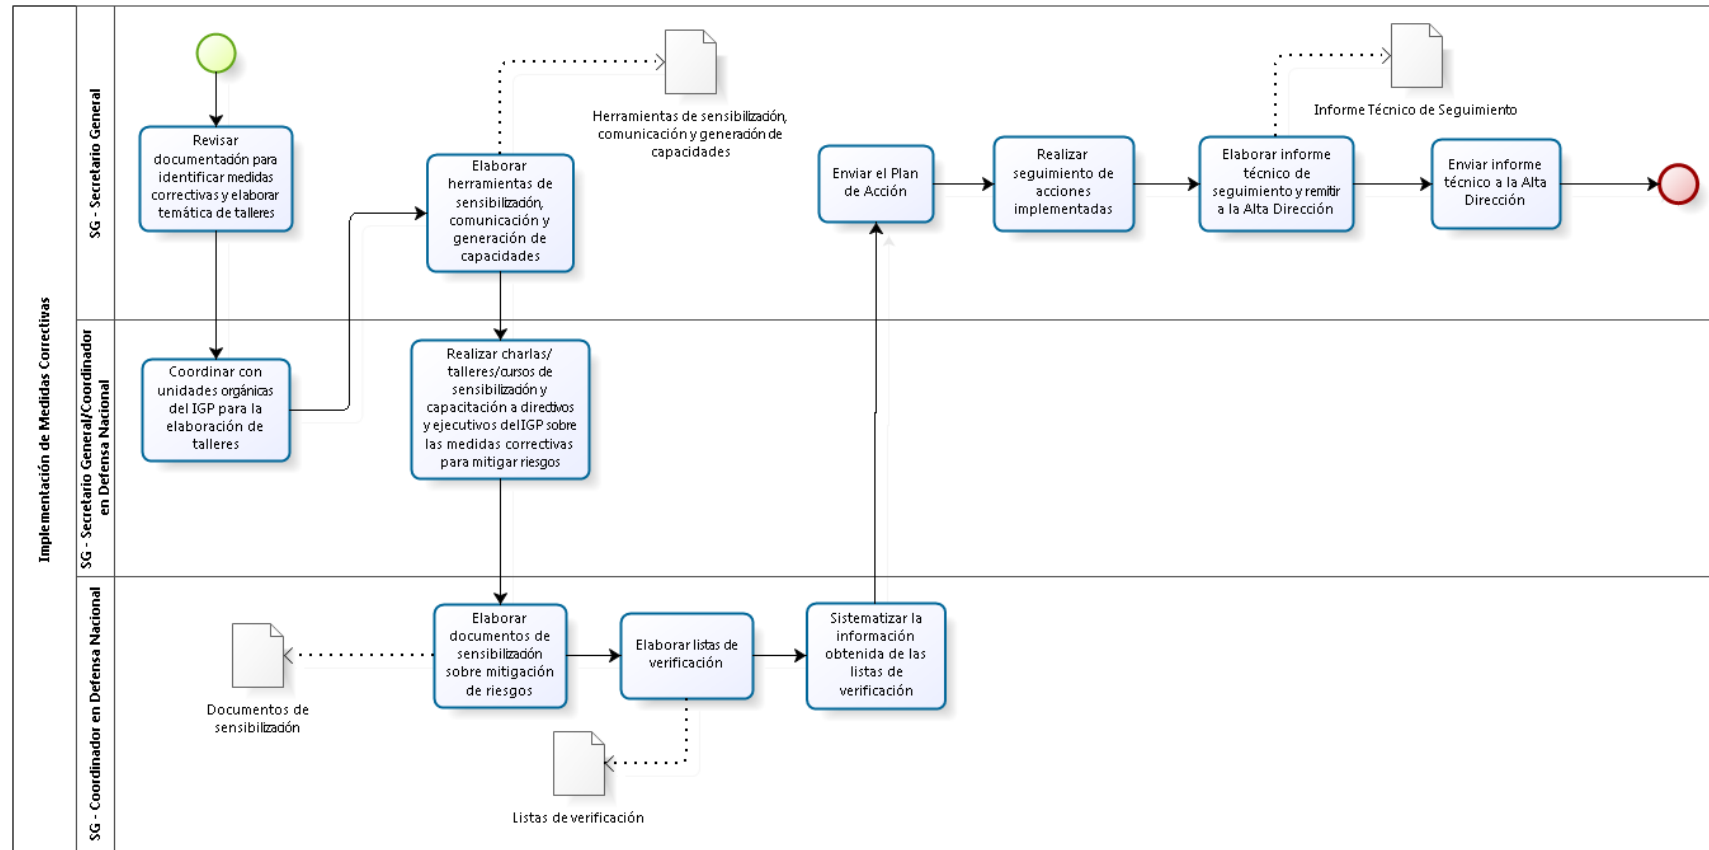 Implementación de Medidas Correctivas
SG - Secretario General
Revisar
documentación para
identificar medidas
correctivas y elaborar
temática de talleres
Elaborar
herramientas de
sensibilización,
comunicación y
generación de
capacidades
Herramientas de sensibilización,
comunicación y generación de
capacidades
Enviar el Plan
de Acción
Realizar
seguimiento de
acciones
implementadas
Elaborar informe
técnico de
seguimiento y remitir
a la Alta Dirección
Informe Técnico de Seguimiento
Enviar informe
técnico a la Alta
Dirección
SG - Secretario General/Coordinador
en Defensa Nacional
Coordinar con
unidades orgánicas
del IGP para la
elaboración de
talleres
Realizar charlas/
talleres/cursos de
sensibilización y
capacitación a directivos
y ejecutivos del IGP sobre
las medidas correctivas
para mitigar riesgos
SG - Coordinador en Defensa Nacional
Documentos de
sensibilización
Elaborar
documentos de
sensibilización
sobre mitigación
de riesgos
Elaborar listas de
verificación
Listas de verificación
Sistematizar la
información
obtenida de las
listas de
verificación